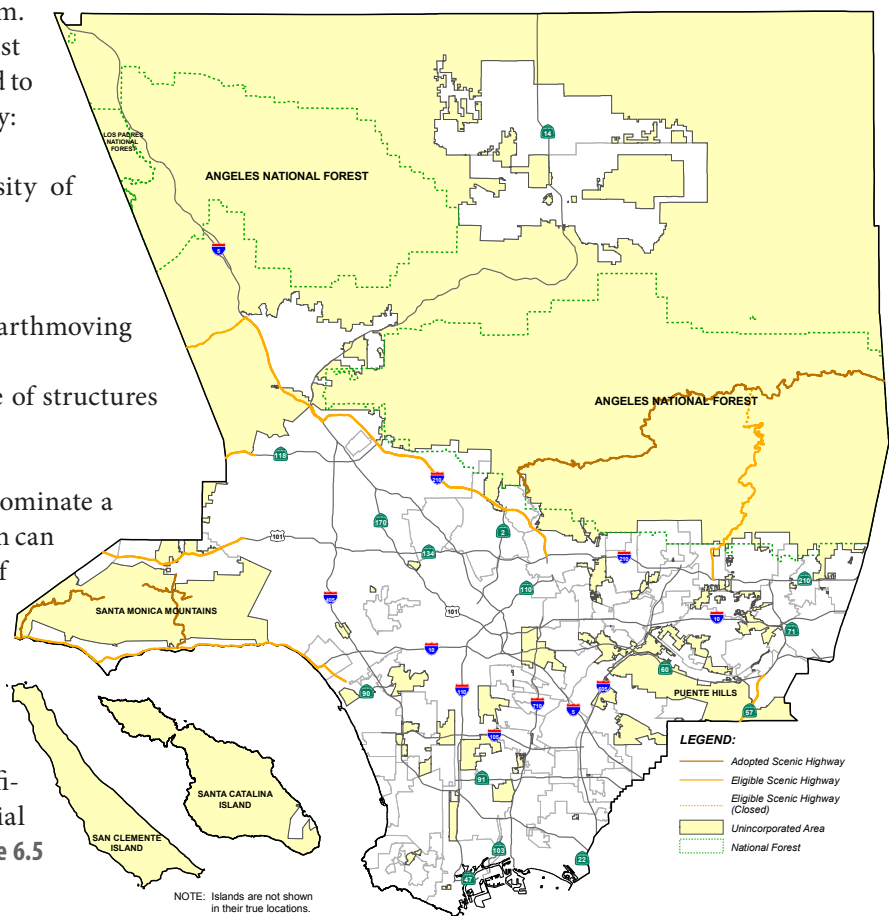 m.
st
d to
y:
sity of
arthmoving
e of structures
ominate a
n can
f
fi-
ial
e 6.5
LOS PADRES
NATIONAL
FOREST
ANGELES NATIONAL FOREST
14
5
ANGELES NATIONAL FOREST
118
210
170
2
101
134
210
210
405
110
SANTA MONICA MOUNTAINS
101
10
71
10
60
90
110
710
605
5
PUENTE HILLS
57
105
91
SANTA CATALINA
ISLAND
SAN CLEMENTE
ISLAND
103
22
47
NOTE: Islands are not shown
in their true locations.
LEGEND:
Adopted Scenic Highway
Eligible Scenic Highway
Eligible Scenic Highway
(Closed)
Unincorporated Area
National Forest